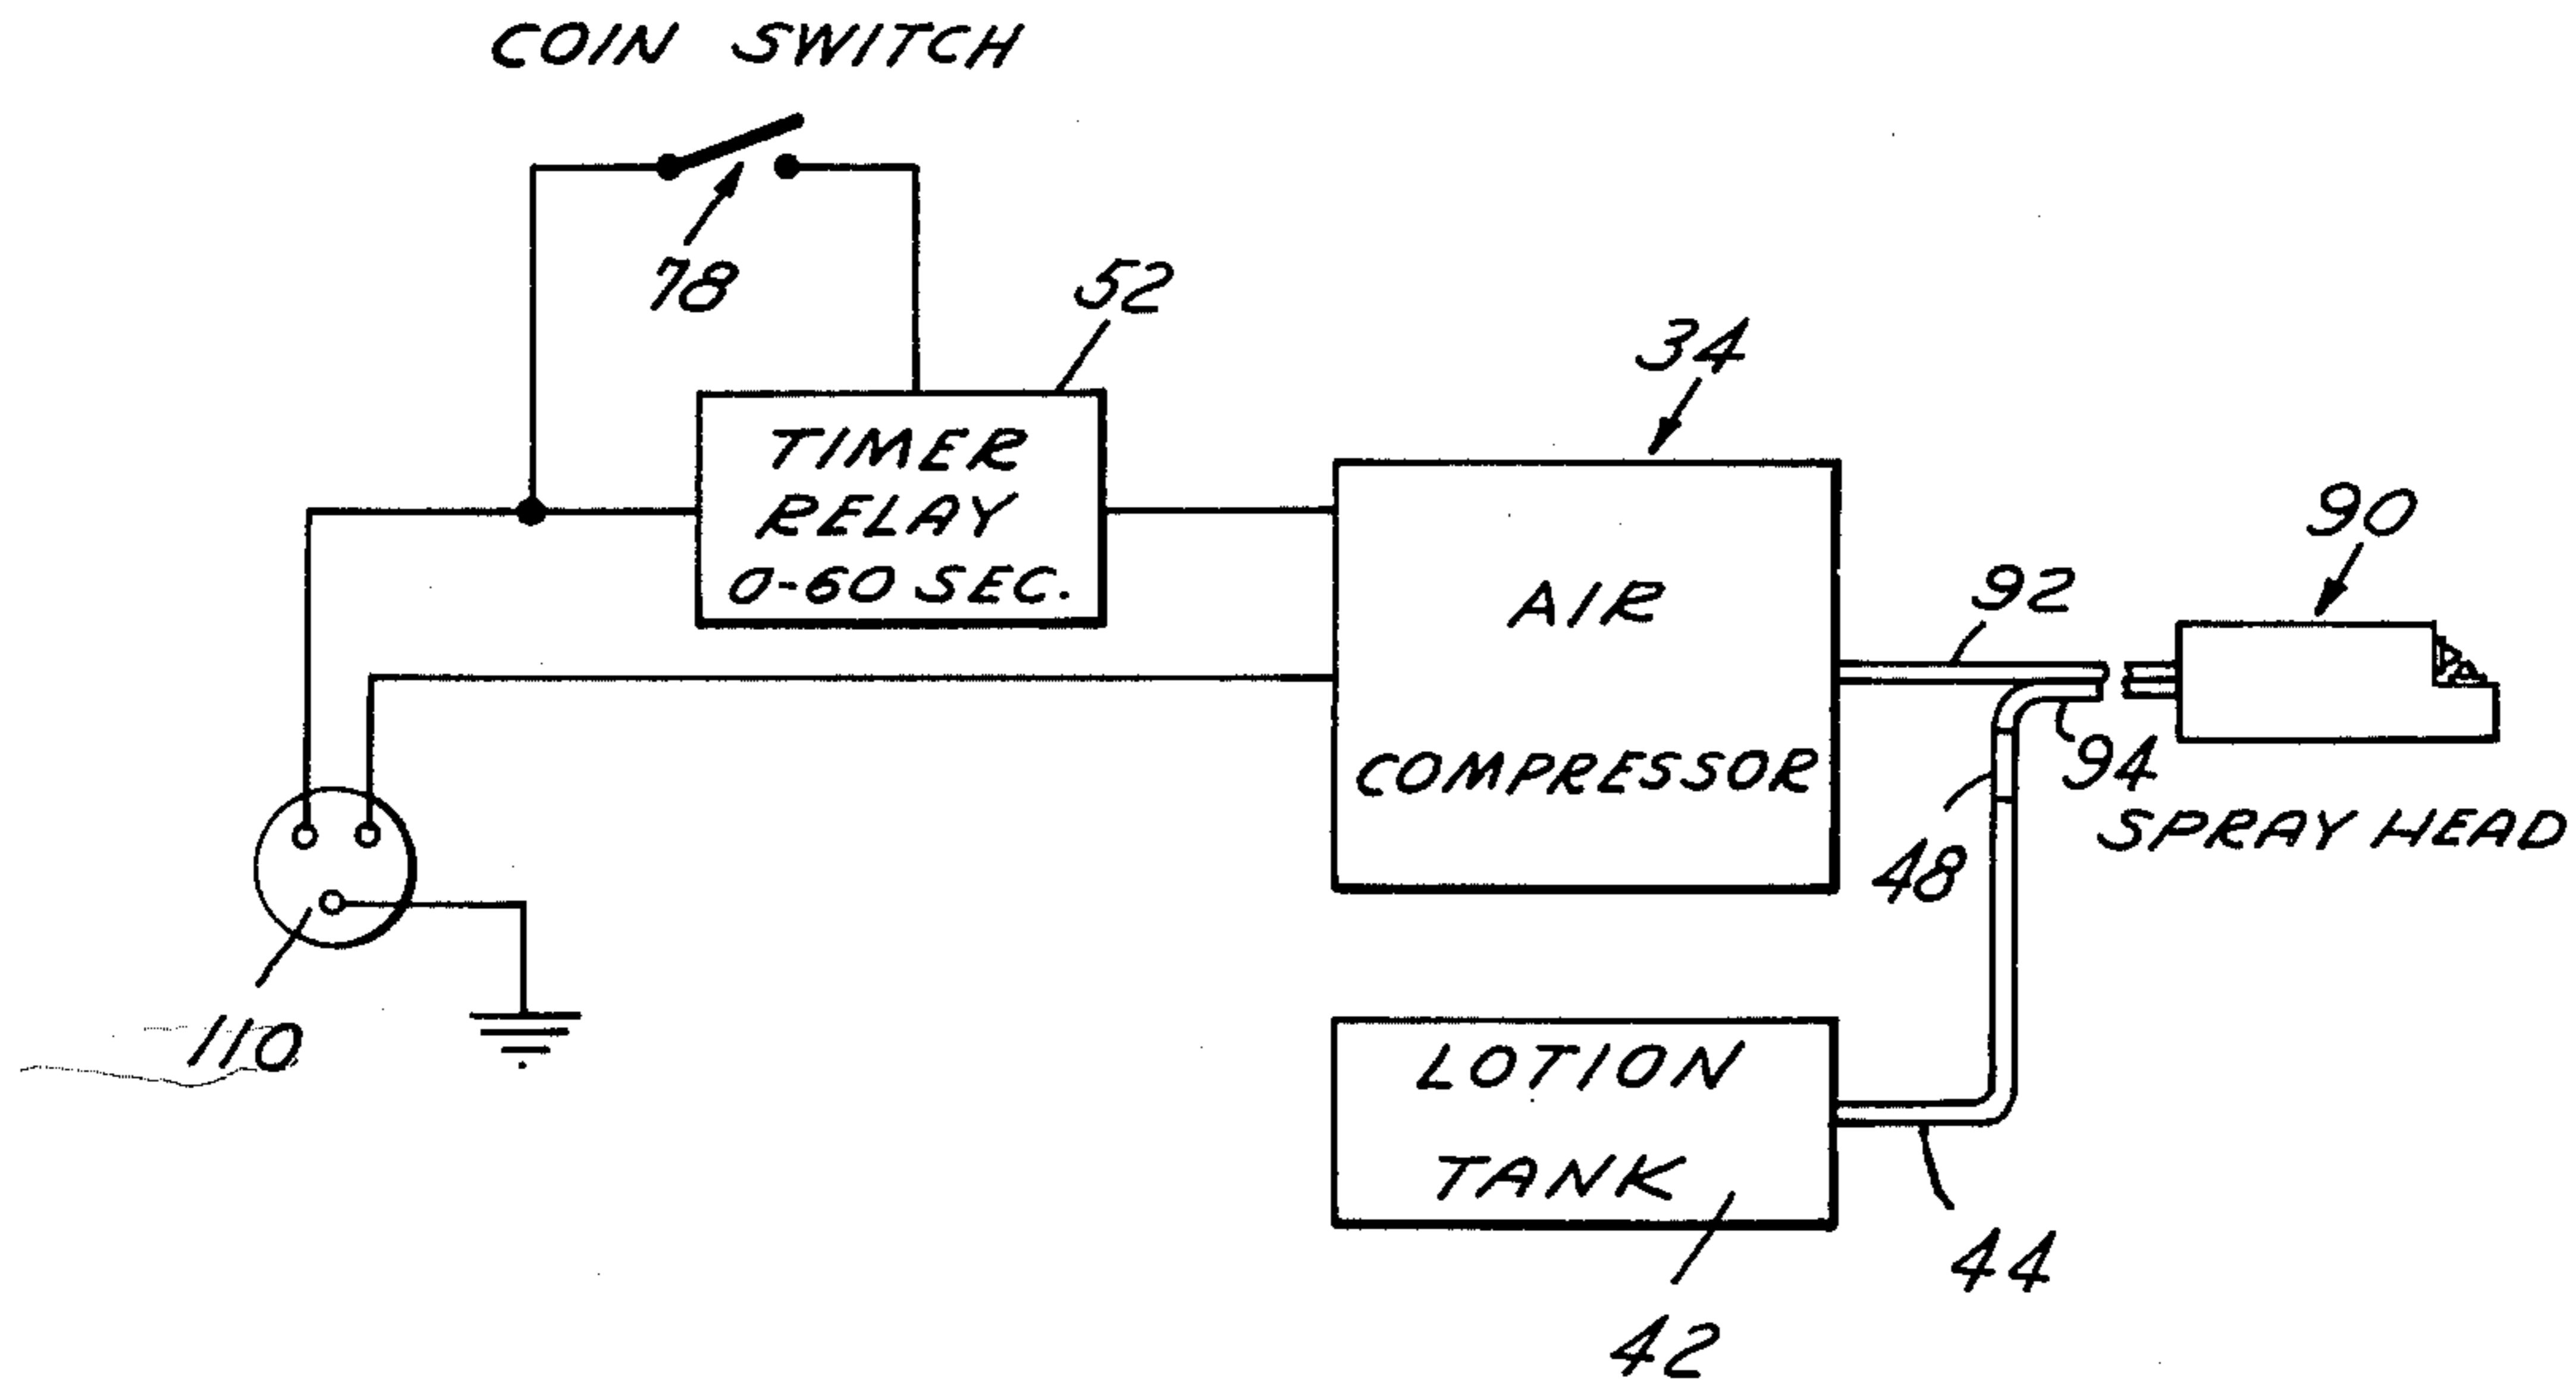 COIN SWITCH
78
52
TIMER
RELAY
0-60 SEC.
34
AIR
COMPRESSOR
90
92
94
SPRAY HEAD
48
110
LOTION
TANK
44
42